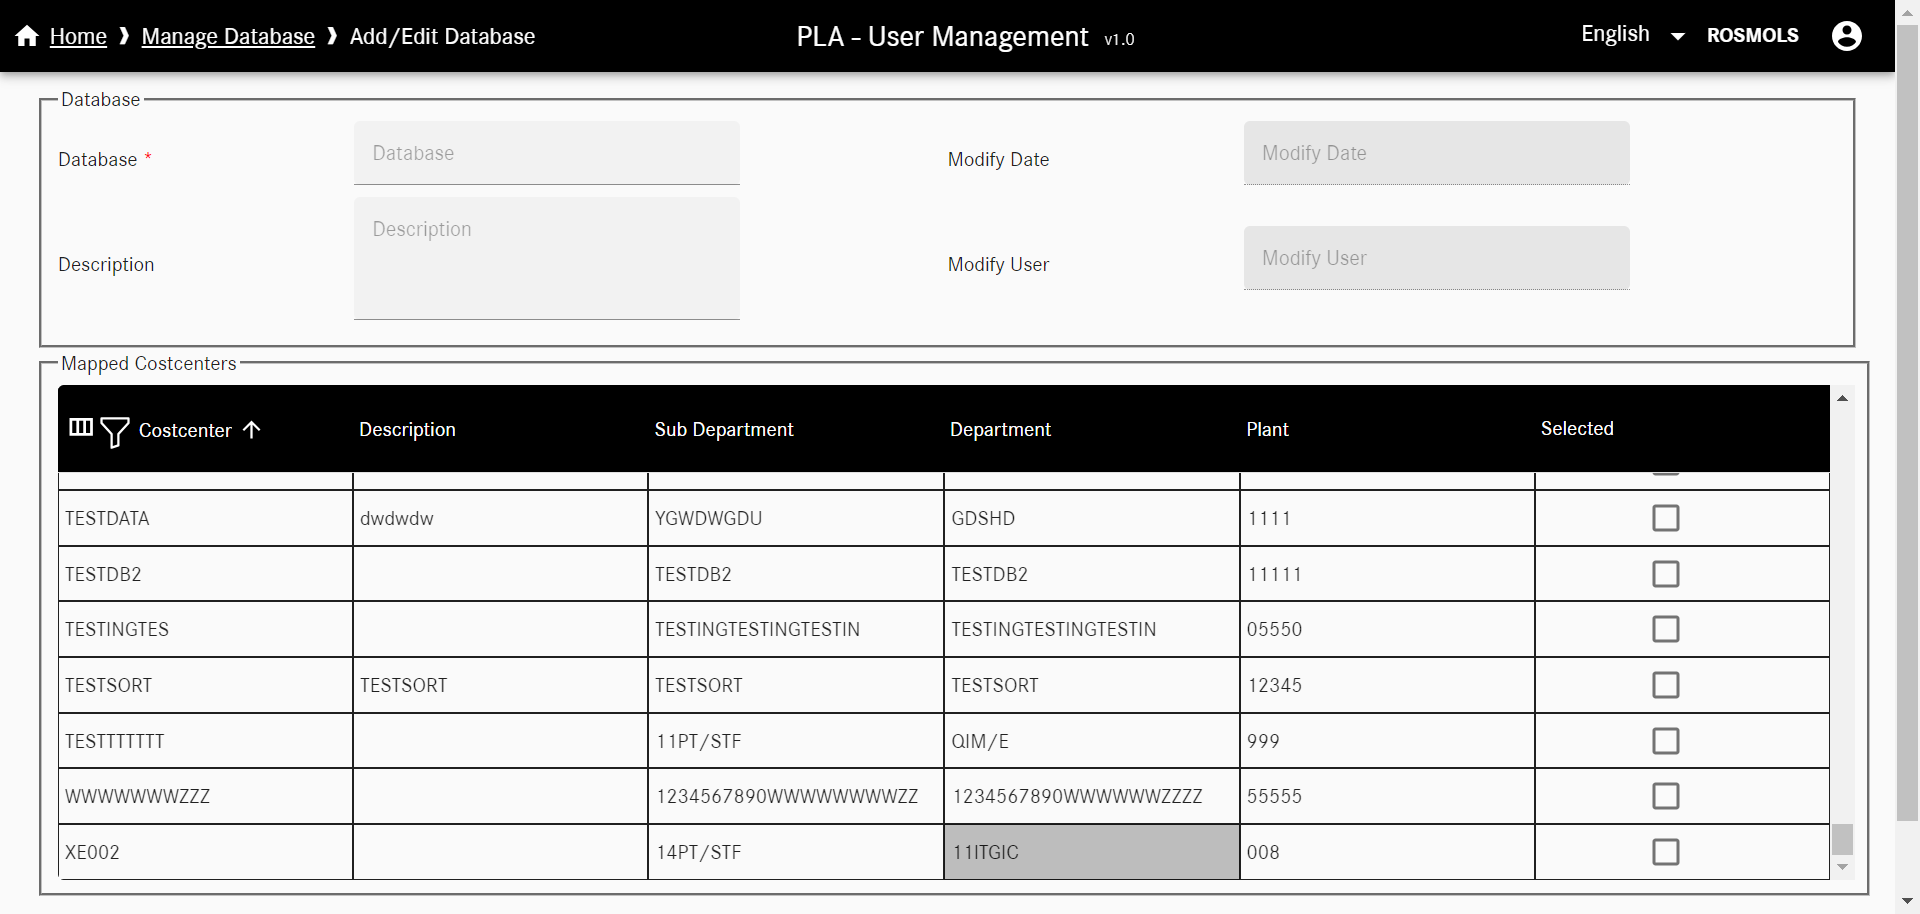 Home ❱ Manage Database ❱ Add/Edit Database
PLA - User Management v1.0
English
ROSMOLS
Database
Database *
Database
Modify Date
Modify Date
Description
Description
Modify User
Modify User
Mapped Costcenters
Costcenter Description Sub Department Department Plant Selected
TESTDATA dwdwdw YGWDWGDU GDSHD 1111
TESTDB2 TESTDB2 TESTDB2 11111
TESTINGTES TESTINGTESTINGTESTIN TESTINGTESTINGTESTIN 05550
TESTSORT TESTSORT TESTSORT TESTSORT 12345
TESTTTTTTT 11PT/STF QIM/E 999
WWWWWWWZZZ 1234567890WWWWWWWWZZ 1234567890WWWWWWZZZZ 55555
XE002 14PT/STF 11ITGIC 008